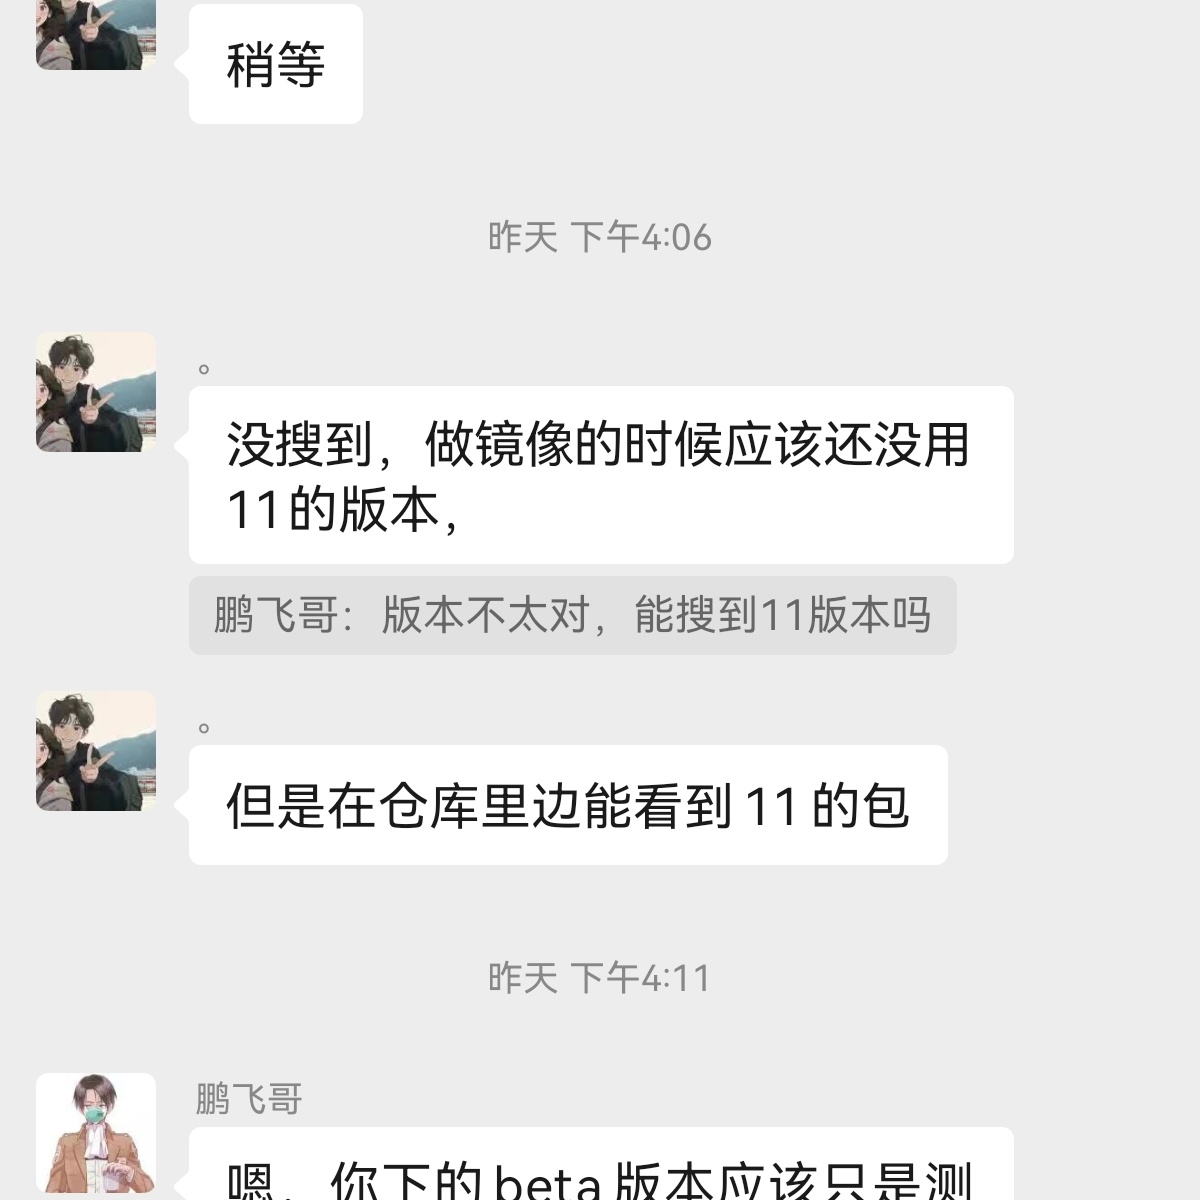 稍等
昨天 下午4:06
。
没搜到，做镜像的时候应该还没用
11的版本，
鹏飞哥：版本不太对，能搜到11版本吗
。
但是在仓库里边能看到 11 的包
昨天 下午4:11
鹏飞哥
嗯，你下的beta版本应该只是测